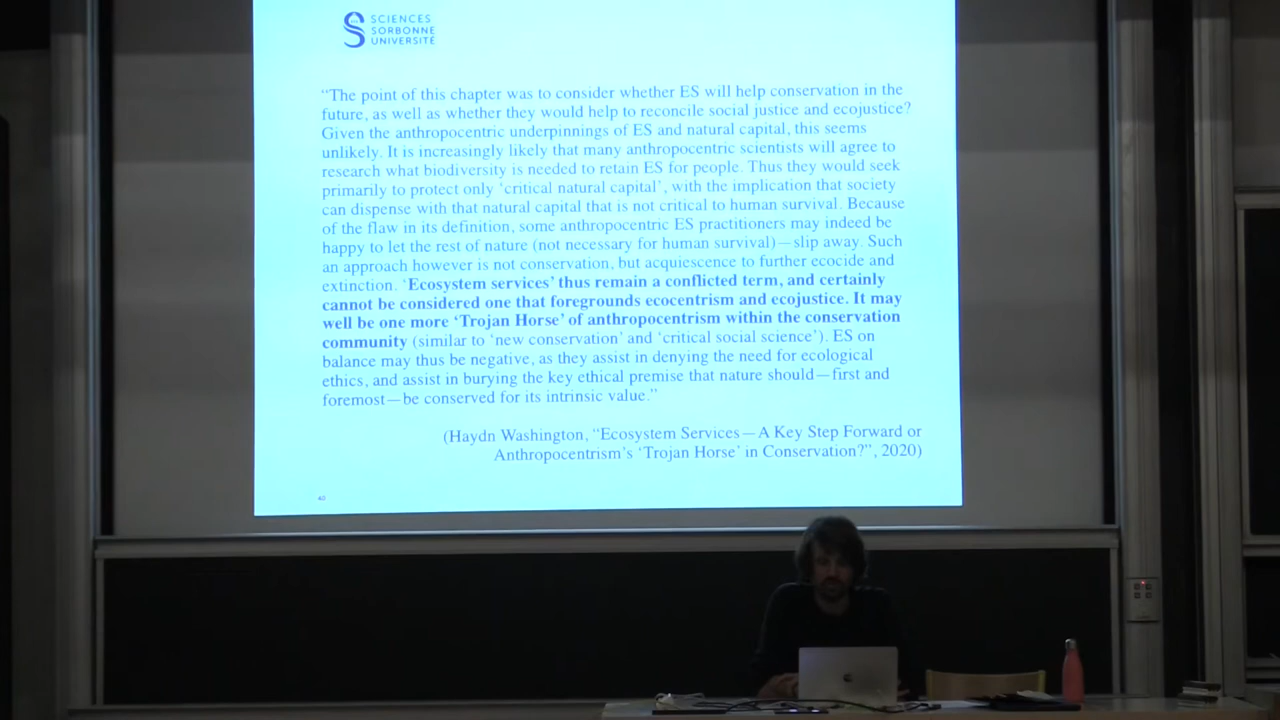 SCIENCES
SORBONNE
UNIVERSITÉ
“The point of this chapter was to consider whether ES will help conservation in the
future, as well as whether they would help to reconcile social justice and ecojustice?
Given the anthropocentric underpinnings of ES and natural capital, this seems
unlikely. It is increasingly likely that many anthropocentric scientists will agree to
research what biodiversity is needed to retain ES for people. Thus they would seek
primarily to protect only ‘critical natural capital’, with the implication that society
can dispense with that natural capital that is not critical to human survival. Because
of the flaw in its definition, some anthropocentric ES practitioners may indeed be
happy to let the rest of nature (not necessary for human survival)—slip away. Such
an approach however is not conservation, but acquiescence to further ecocide and
extinction. ‘Ecosystem services’ thus remain a conflicted term, and certainly
cannot be considered one that foregrounds ecocentrism and ecojustice. It may
well be one more ‘Trojan Horse’ of anthropocentrism within the conservation
community (similar to ‘new conservation’ and ‘critical social science’). ES on
balance may thus be negative, as they assist in denying the need for ecological
ethics, and assist in burying the key ethical premise that nature should—first and
foremost—be conserved for its intrinsic value.”
(Haydn Washington, “Ecosystem Services—A Key Step Forward or
Anthropocentrism’s ‘Trojan Horse’ in Conservation?”, 2020)